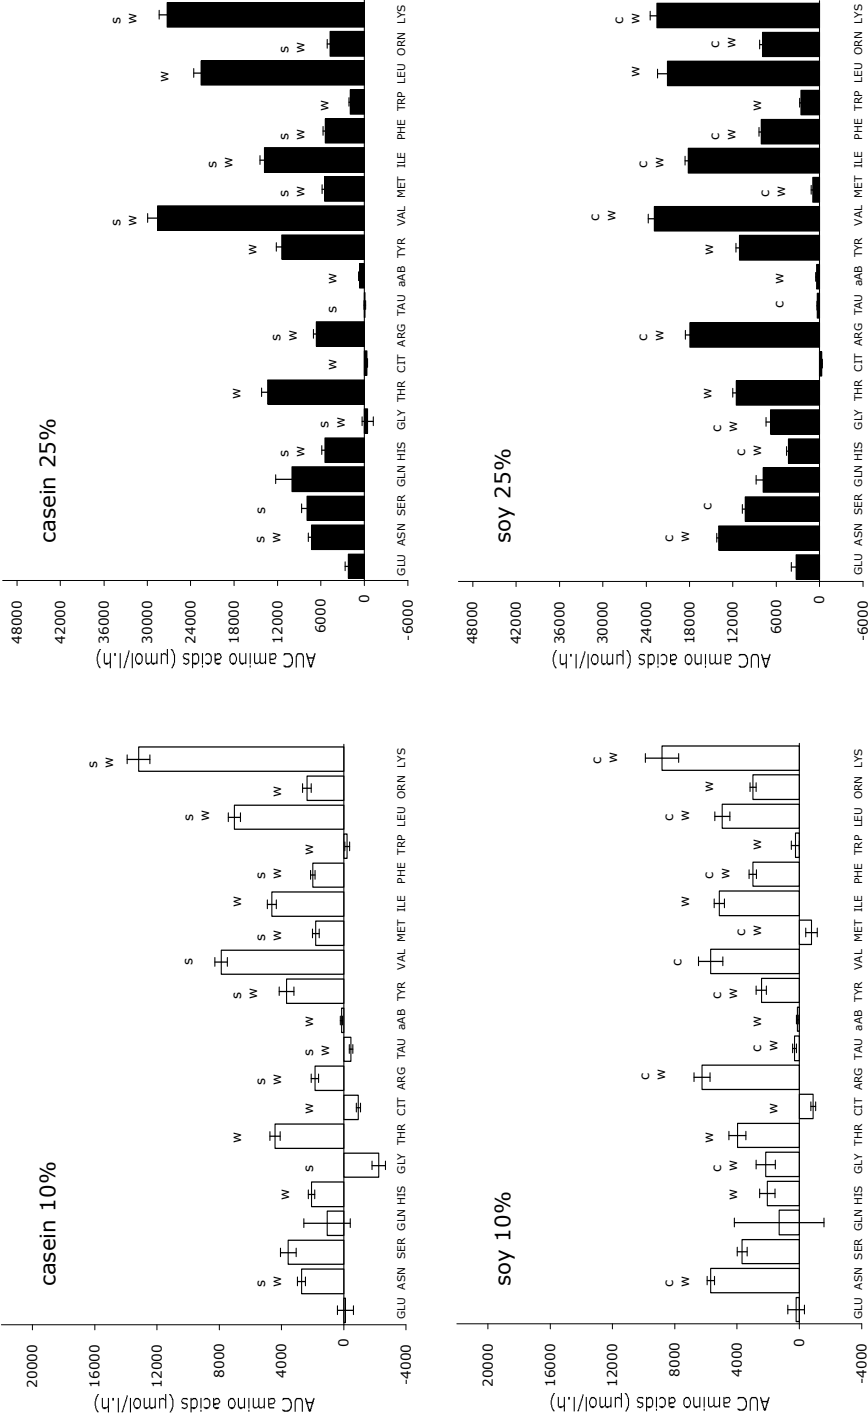 casein 10%
AUC amino acids (µmol/l.h)
20000
16000
12000
8000
4000
0
-4000
s
w
w
s
w
w
s
w
s
w
w
s
w
s
s
w
w
s
w
w
s
w
w
s
w
GLU ASN SER GLN HIS GLY THR CIT ARG TAU aAB TYR VAL MET ILE PHE TRP LEU ORN LYS
casein 25%
AUC amino acids (µmol/l.h)
48000
42000
36000
30000
24000
18000
12000
6000
0
-6000
s
w
s
s
w
s
w
w
w
s
w
s
w
w
s
w
s
w
s
w
s
w
w
w
s
w
s
w
GLU ASN SER GLN HIS GLY THR CIT ARG TAU aAB TYR VAL MET ILE PHE TRP LEU ORN LYS
soy 10%
AUC amino acids (µmol/l.h)
20000
16000
12000
8000
4000
0
-4000
c
w
w
c
w
w
w
c
w
c
w
w
c
w
c
c
w
w
c
w
w
c
w
w
c
w
GLU ASN SER GLN HIS GLY THR CIT ARG TAU aAB TYR VAL MET ILE PHE TRP LEU ORN LYS
soy 25%
AUC amino acids (µmol/l.h)
48000
42000
36000
30000
24000
18000
12000
6000
0
-6000
c
w
c
c
w
c
w
w
c
w
c
w
w
c
w
c
w
c
w
c
w
w
w
c
w
c
w
GLU ASN SER GLN HIS GLY THR CIT ARG TAU aAB TYR VAL MET ILE PHE TRP LEU ORN LYS